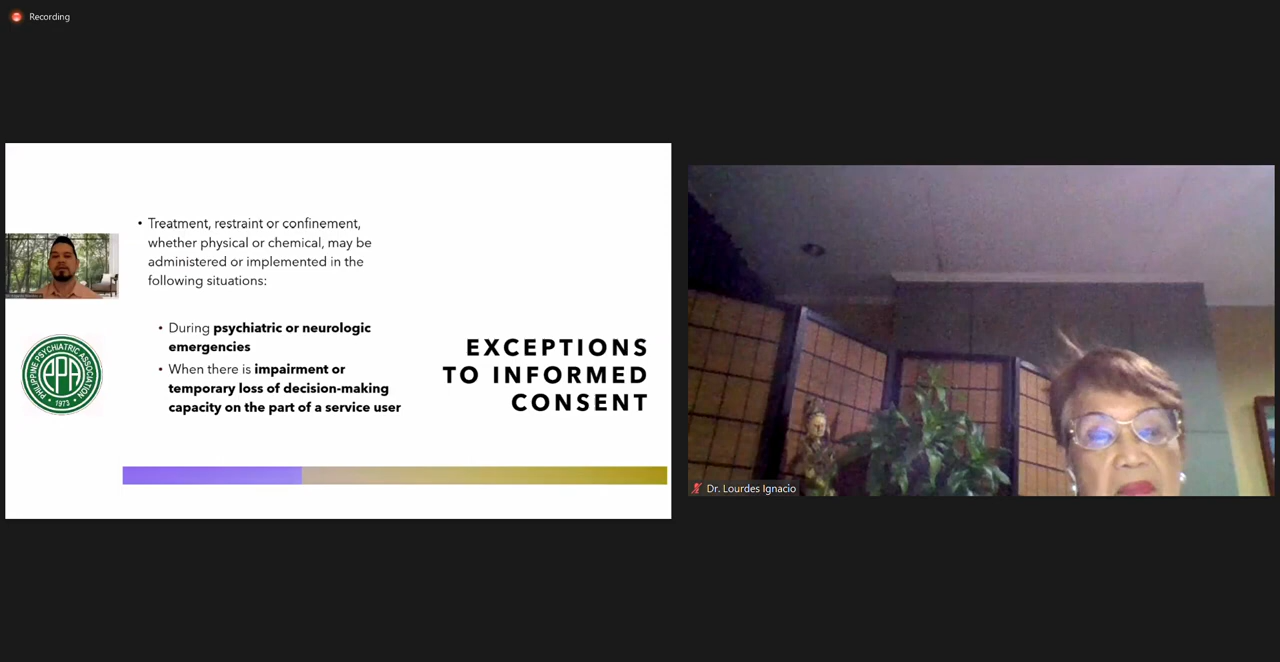 Recording
• Treatment, restraint or confinement,
whether physical or chemical, may be
administered or implemented in the
following situations:
• During psychiatric or neurologic
emergencies
• When there is impairment or
temporary loss of decision-making
capacity on the part of a service user
EXCEPTIONS
TO INFORMED
CONSENT
PHILIPPINE PSYCHIATRIC ASSOCIATION
PPA
• 1973 •
Dr. Lourdes Ignacio